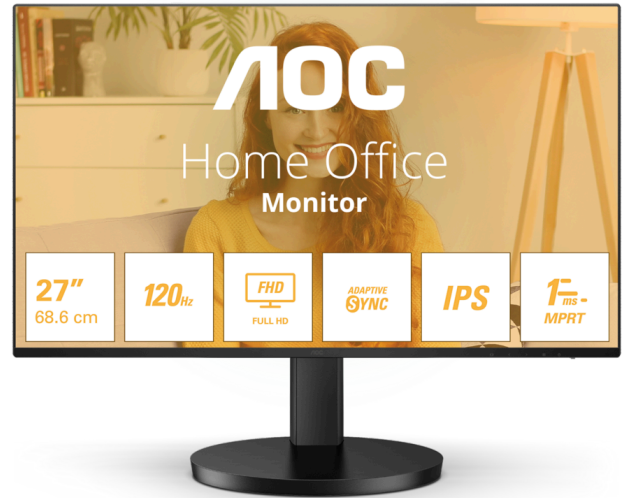 AOC
Home Office
Monitor
27"
68.6 cm
120Hz
FHD
FULL HD
ADAPTIVE
SYNC
IPS
1ms
MPRT